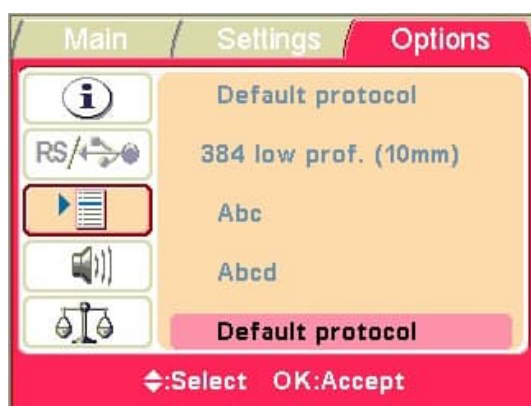 Main Settings Options
Default protocol
RS/
384 low prof. (10mm)
Abc
Abcd
Default protocol
:Select OK:Accept